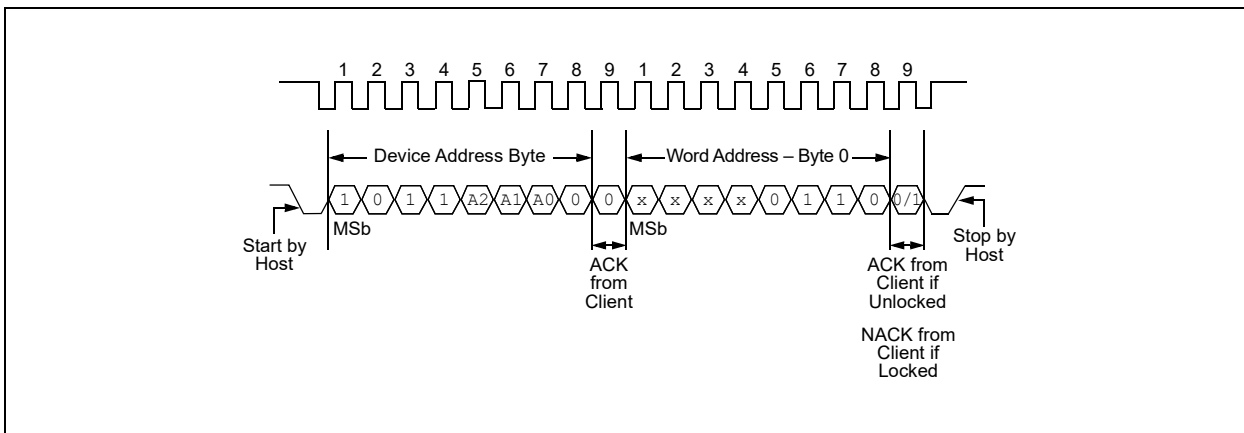 1 2 3 4 5 6 7 8 9 1 2 3 4 5 6 7 8 9
Device Address Byte
Word Address – Byte 0
1 0 1 1 A2 A1 A0 0 0 x x x x 0 1 1 0 0/1
MSb
MSb
Start by
Host
Stop by
Host
ACK
from
Client
ACK from
Client if
Unlocked
NACK from
Client if
Locked